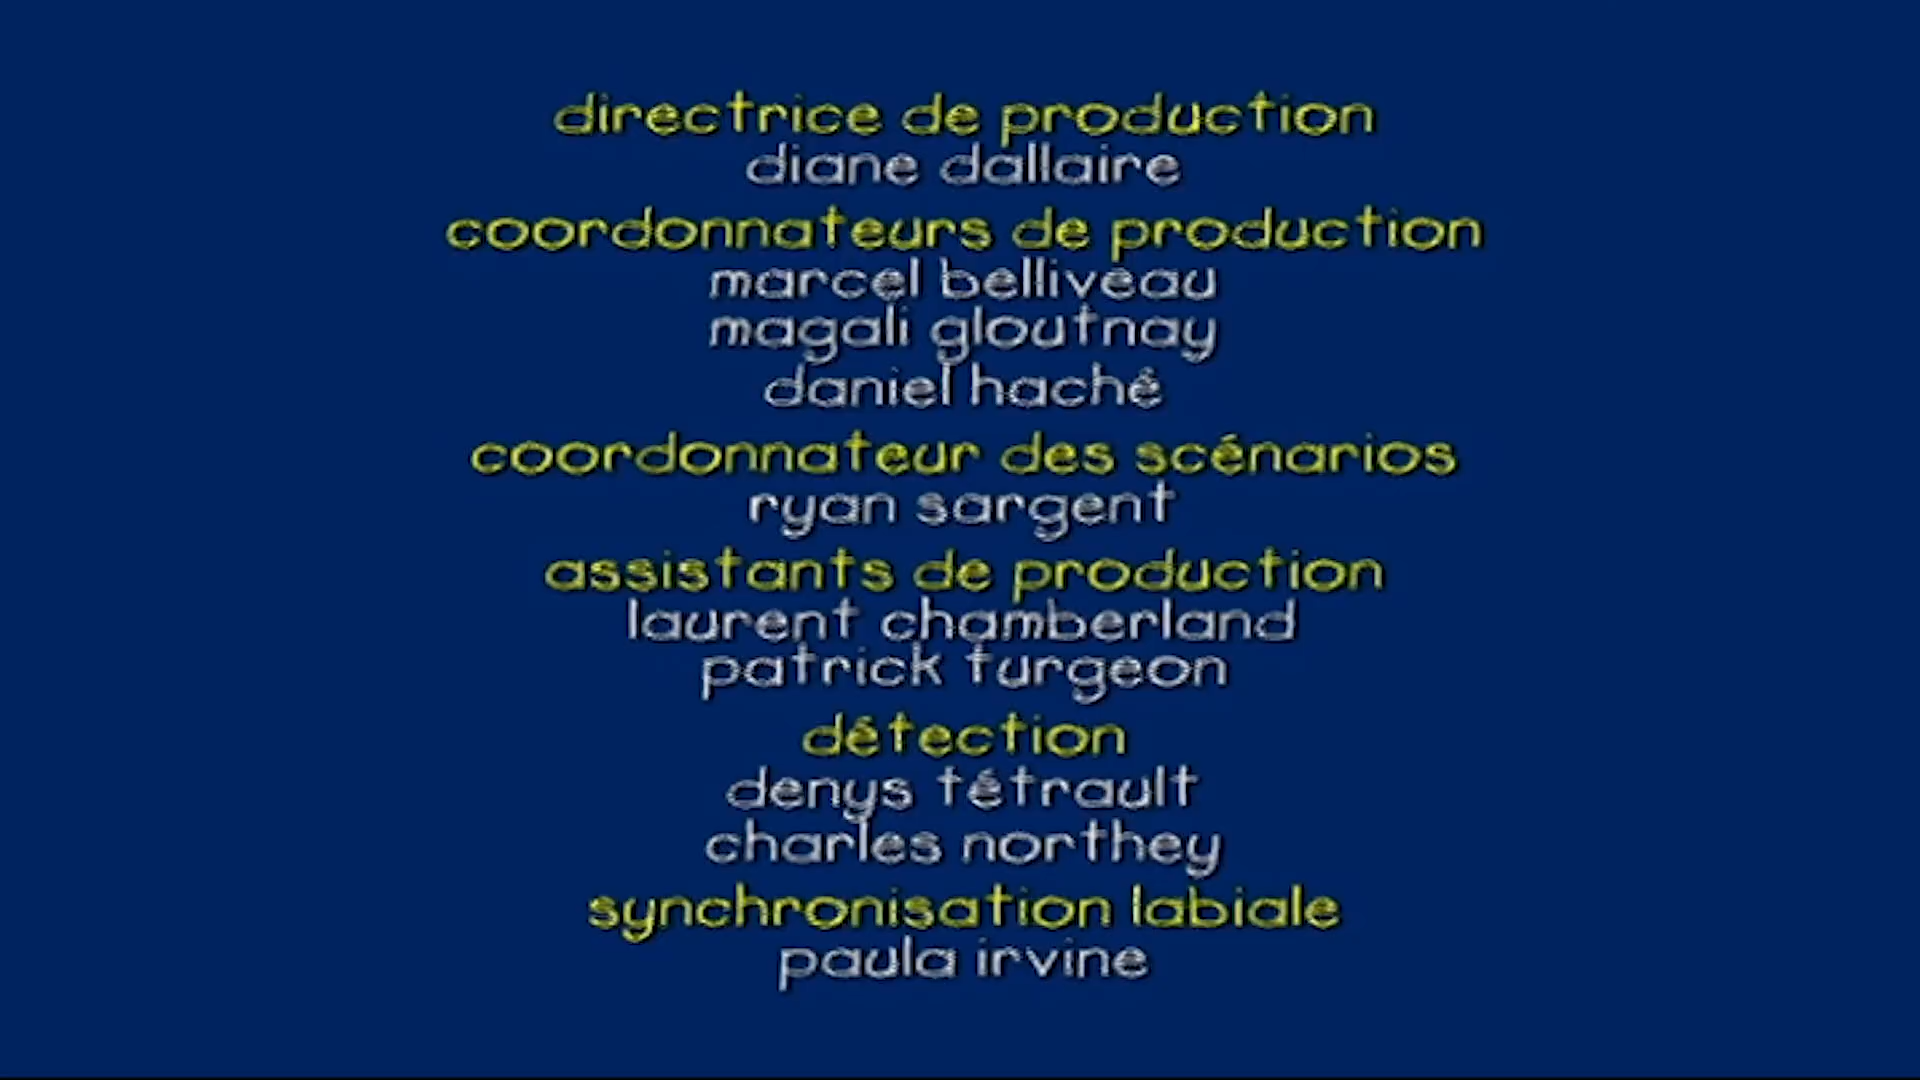 directrice de production
diane dallaire
coordonnateurs de production
marcel belliveau
magali gloutnay
daniel haché
coordonnateur des scénarios
ryan sargent
assistants de production
laurent chamberland
patrick turgeon
détection
denys tétrault
charles northey
synchronisation labiale
paula irvine